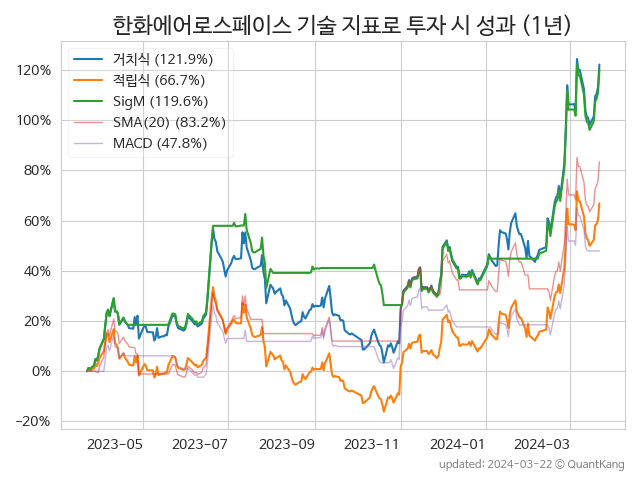 한화에어로스페이스 기술 지표로 투자 시 성과 (1년)
거치식 (121.9%)
적립식 (66.7%)
SigM (119.6%)
SMA(20) (83.2%)
MACD (47.8%)
120%
100%
80%
60%
40%
20%
0%
−20%
2023−05 2023−07 2023−09 2023−11 2024−01 2024−03
updated: 2024-03-22 © QuantKang